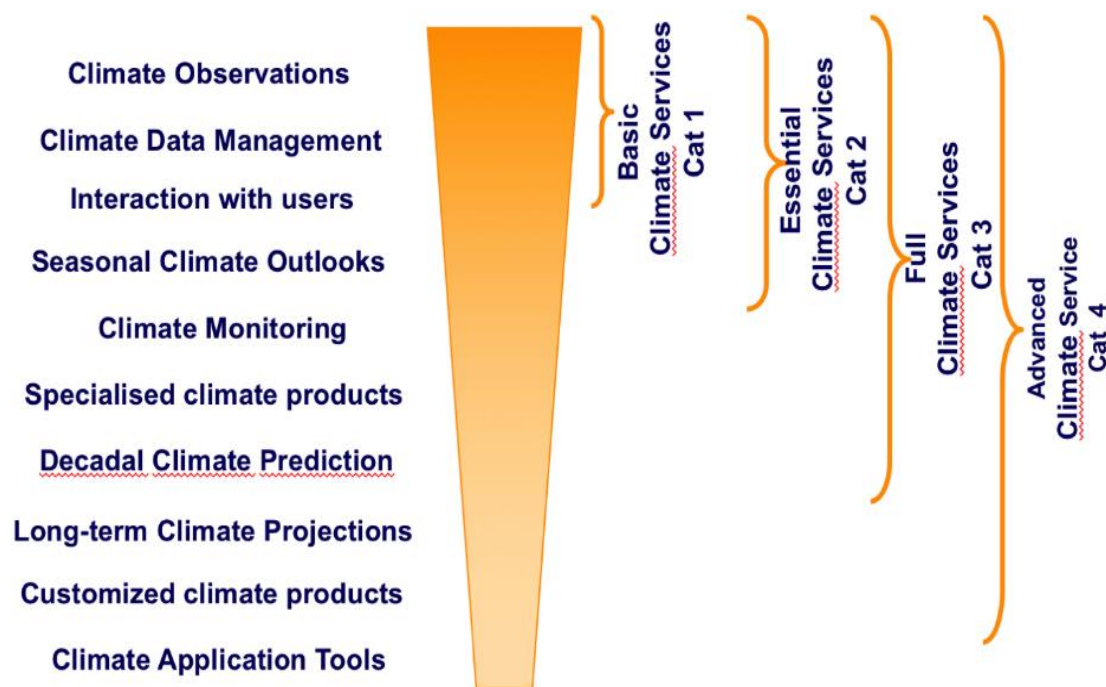 Climate Observations
Climate Data Management
Interaction with users
Seasonal Climate Outlooks
Climate Monitoring
Specialised climate products
Decadal Climate Prediction
Long-term Climate Projections
Customized climate products
Climate Application Tools
Basic
Climate Services
Cat 1
Essential
Climate Services
Cat 2
Full
Climate Services
Cat 3
Advanced
Climate Service
Cat 4